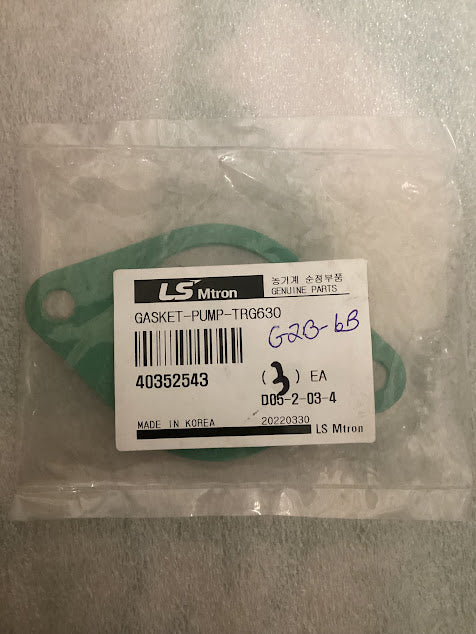 LS Mtron
농기계 순정부품
GENUINE PARTS
GASKET-PUMP-TRG630
G2B-6B
40352543
(3) EA
D05-2-03-4
MADE IN KOREA
20220330
LS Mtron